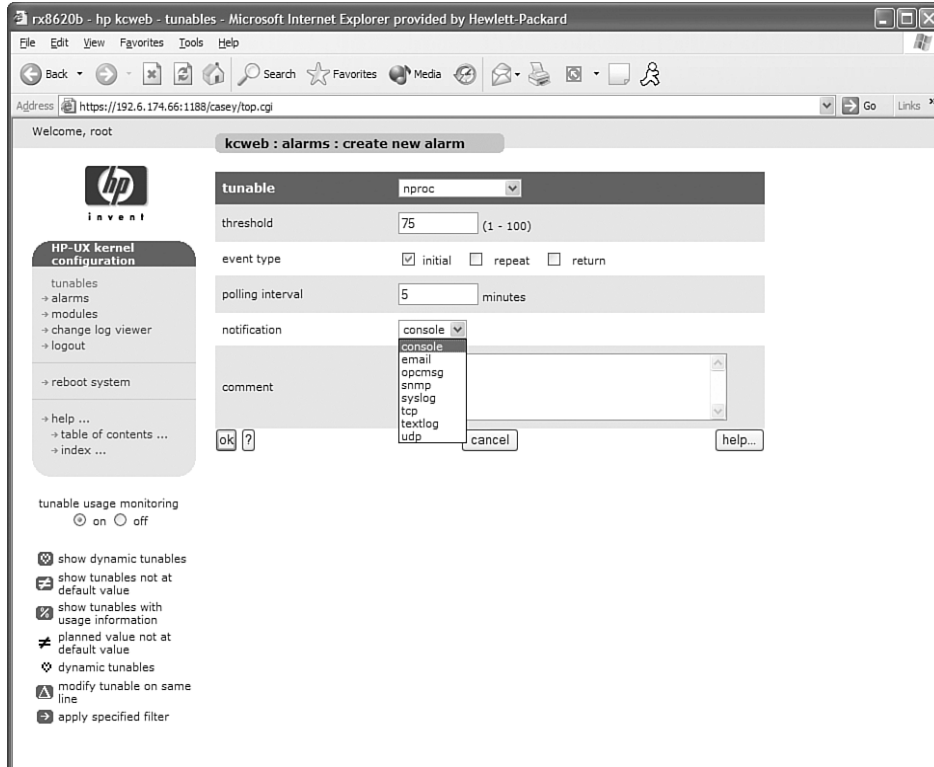 rx8620b - hp kcweb - tunables - Microsoft Internet Explorer provided by Hewlett-Packard
File Edit View Favorites Tools Help
Back Search Favorites Media
Address https://192.6.174.66:1188/casey/top.cgi Go Links
Welcome, root
kcweb : alarms : create new alarm
hp
invent
tunable nproc
threshold 75 (1 - 100)
event type initial repeat return
polling interval 5 minutes
notification console
console
email
opcmsg
snmp
syslog
tcp
textlog
udp
comment
ok ? cancel help...
HP-UX kernel
configuration
tunables
alarms
modules
change log viewer
logout
reboot system
help ...
table of contents ...
index ...
tunable usage monitoring
on off
show dynamic tunables
show tunables not at
default value
show tunables with
usage information
planned value not at
default value
dynamic tunables
modify tunable on same
line
apply specified filter